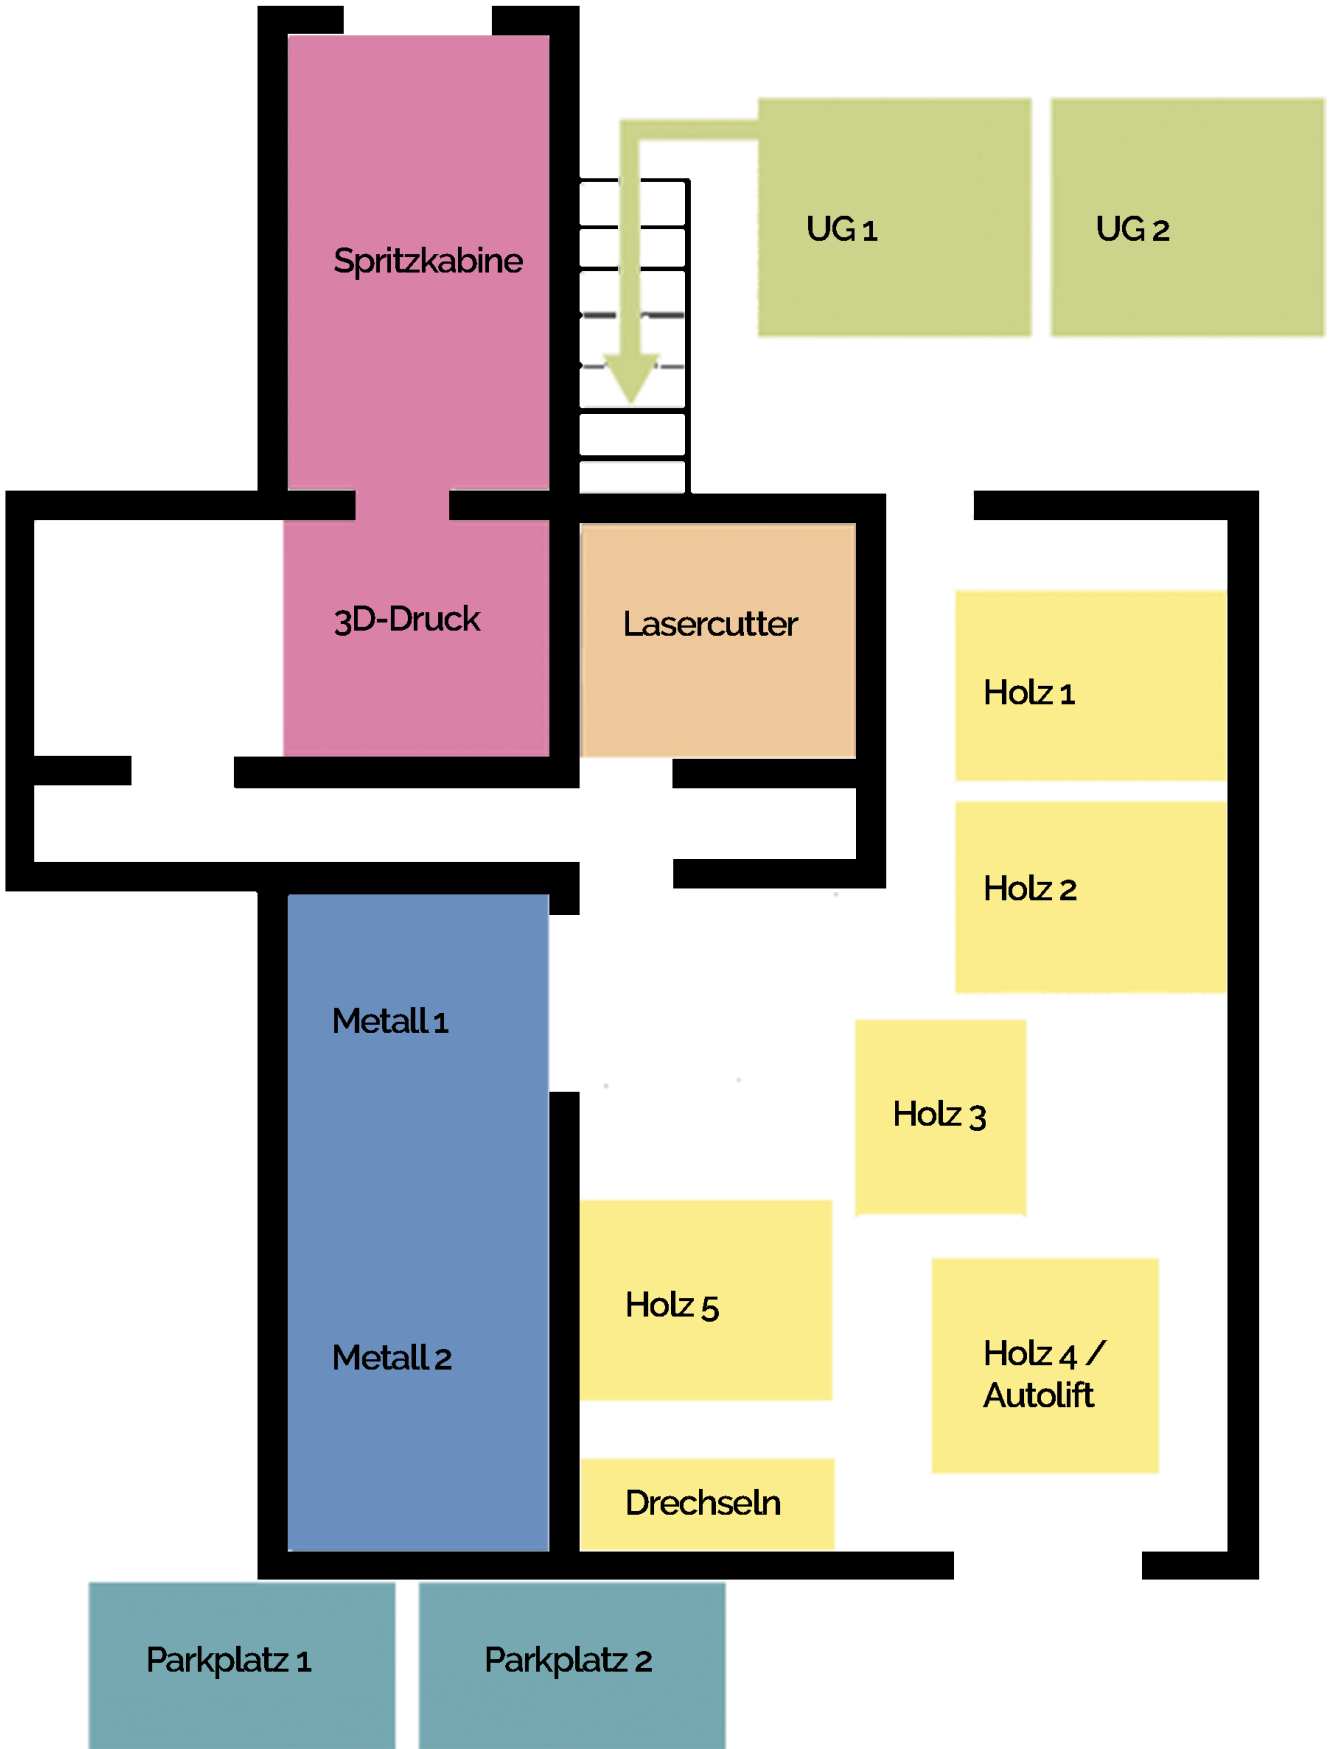 UG 1
UG 2
Spritzkabine
3D-Druck
Lasercutter
Holz 1
Holz 2
Metall 1
Holz 3
Holz 5
Metall 2
Holz 4 /
Autolift
Drechseln
Parkplatz 1
Parkplatz 2